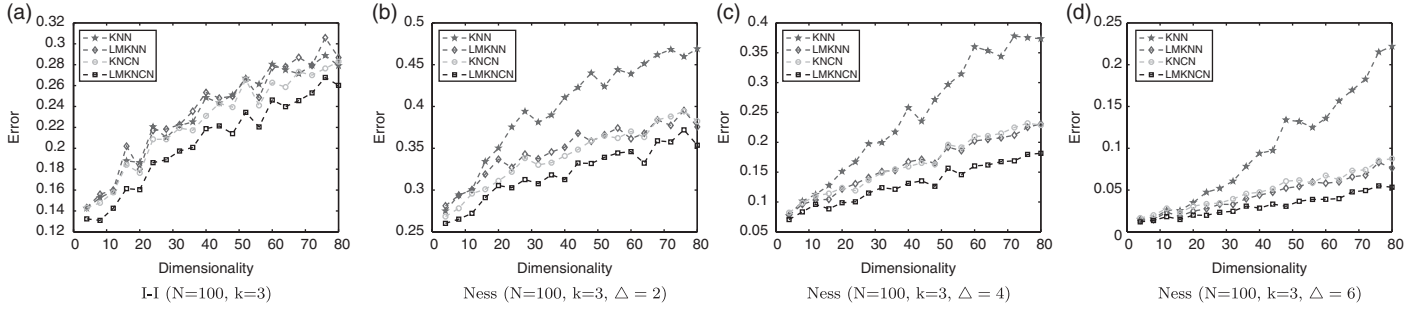 (a)
KNN
LMKNN
KNCN
LMKNCN
0.32
0.3
0.28
0.26
0.24
0.22
0.2
0.18
0.16
0.14
0.12
Error
0 10 20 30 40 50 60 70 80
Dimensionality
I-I (N=100, k=3)
(b)
KNN
LMKNN
KNCN
LMKNCN
0.5
0.45
0.4
0.35
0.3
0.25
Error
0 10 20 30 40 50 60 70 80
Dimensionality
Ness (N=100, k=3, △ = 2)
(c)
KNN
LMKNN
KNCN
LMKNCN
0.4
0.35
0.3
0.25
0.2
0.15
0.1
0.05
Error
0 10 20 30 40 50 60 70 80
Dimensionality
Ness (N=100, k=3, △ = 4)
(d)
KNN
LMKNN
KNCN
LMKNCN
0.25
0.2
0.15
0.1
0.05
0
Error
0 10 20 30 40 50 60 70 80
Dimensionality
Ness (N=100, k=3, △ = 6)